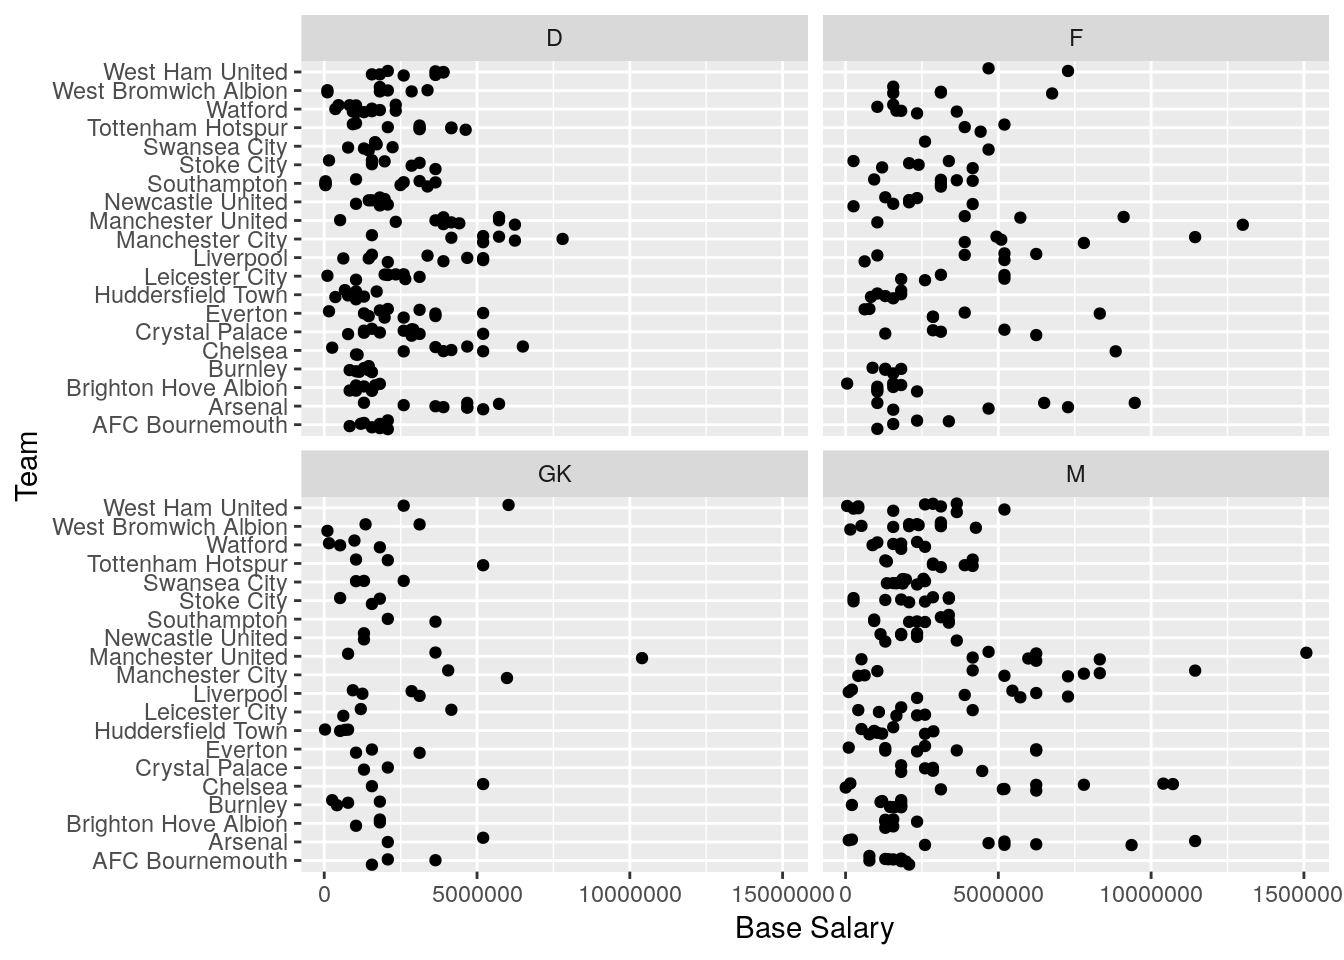 D
F
West Ham United
West Bromwich Albion
Watford
Tottenham Hotspur
Swansea City
Stoke City
Southampton
Newcastle United
Manchester United
Manchester City
Liverpool
Leicester City
Huddersfield Town
Everton
Crystal Palace
Chelsea
Burnley
Brighton Hove Albion
Arsenal
AFC Bournemouth
Team
GK
M
West Ham United
West Bromwich Albion
Watford
Tottenham Hotspur
Swansea City
Stoke City
Southampton
Newcastle United
Manchester United
Manchester City
Liverpool
Leicester City
Huddersfield Town
Everton
Crystal Palace
Chelsea
Burnley
Brighton Hove Albion
Arsenal
AFC Bournemouth
0 5000000 10000000 15000000 0 5000000 10000000 1500000
Base Salary